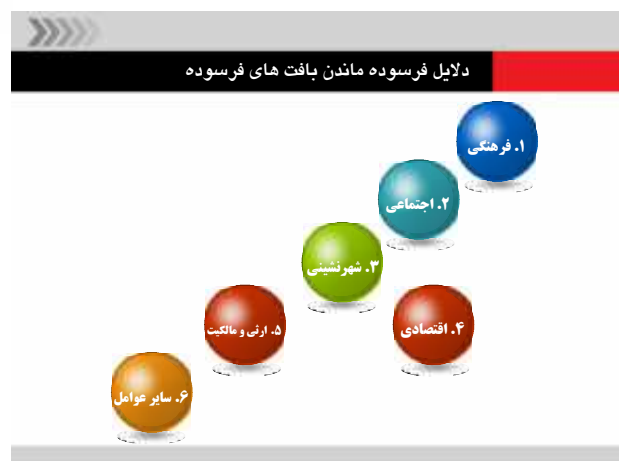 دلایل فرسوده ماندن بافت های فرسوده
۱. فرهنگی
۲. اجتماعی
۳. شهرنشینی
۴. اقتصادی
۵. ارثی و مالکیت
۶. سایر عوامل